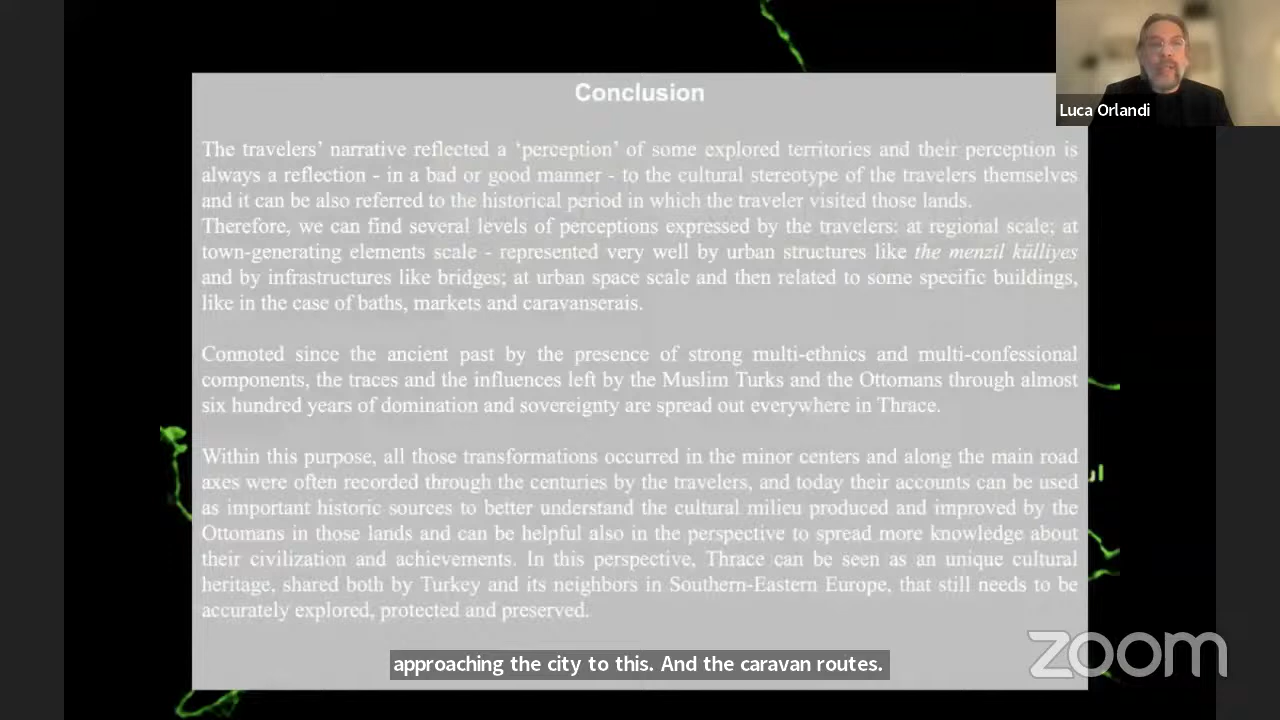 Luca Orlandi
Conclusion
The travelers’ narrative reflected a ‘perception’ of some explored territories and their perception is
always a reflection - in a bad or good manner - to the cultural stereotype of the travelers themselves
and it can be also referred to the historical period in which the traveler visited those lands.
Therefore, we can find several levels of perceptions expressed by the travelers: at regional scale; at
town-generating elements scale - represented very well by urban structures like the menzil külliyes
and by infrastructures like bridges; at urban space scale and then related to some specific buildings,
like in the case of baths, markets and caravanserais.
Connoted since the ancient past by the presence of strong multi-ethnics and multi-confessional
components, the traces and the influences left by the Muslim Turks and the Ottomans through almost
six hundred years of domination and sovereignty are spread out everywhere in Thrace.
Within this purpose, all those transformations occurred in the minor centers and along the main road
axes were often recorded through the centuries by the travelers, and today their accounts can be used
as important historic sources to better understand the cultural milieu produced and improved by the
Ottomans in those lands and can be helpful also in the perspective to spread more knowledge about
their civilization and achievements. In this perspective, Thrace can be seen as an unique cultural
heritage, shared both by Turkey and its neighbors in Southern-Eastern Europe, that still needs to be
accurately explored, protected and preserved.
approaching the city to this. And the caravan routes.
zoom